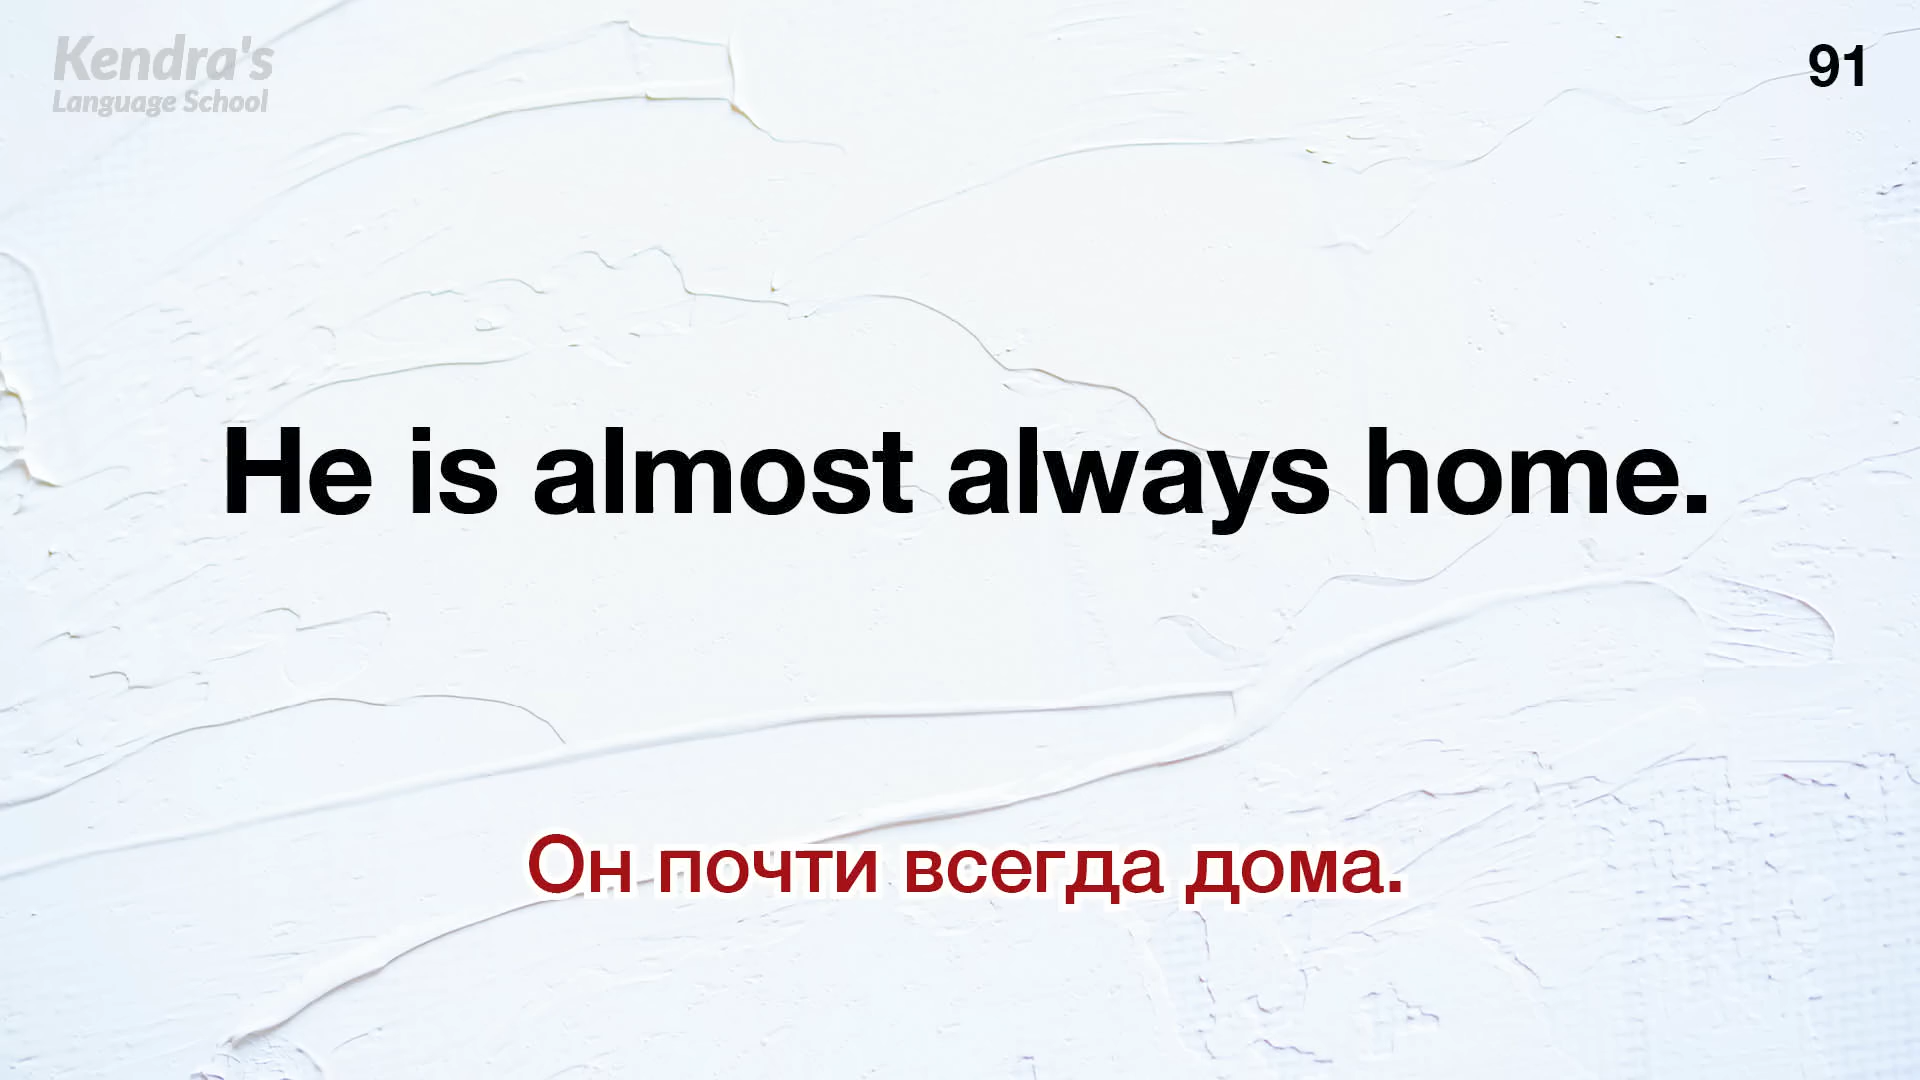 Kendra's
Language School
91
He is almost always home.
Он почти всегда дома.